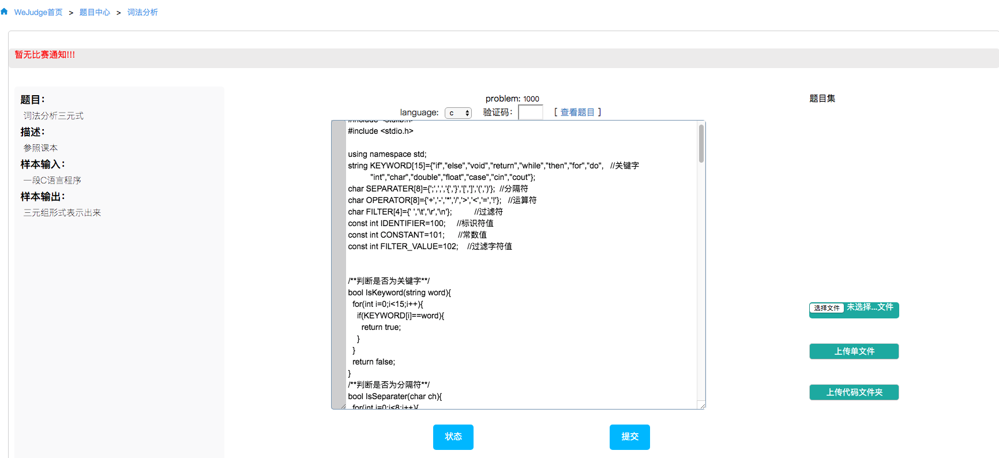 WeJudge首页 > 题目中心 > 词法分析
暂无比赛通知!!!
题目：
词法分析三元式
描述：
参照课本
样本输入：
一段C语言程序
样本输出：
三元组形式表示出来
problem: 1000
language: c 验证码： [ 查看题目 ]
#include <stdlib.h>
#include <stdio.h>
using namespace std;
string KEYWORD[15]={"if","else","void","return","while","then","for","do", //关键字
"int","char","double","float","case","cin","cout"};
char SEPARATER[8]={';',',','{','}','[',']','(',')'}; //分隔符
char OPERATOR[8]={'+','-','*','/','>','<','=','!'}; //运算符
char FILTER[4]={' ','\t','\r','\n'}; //过滤符
const int IDENTIFIER=100; //标识符值
const int CONSTANT=101; //常数值
const int FILTER_VALUE=102; //过滤字符值
/**判断是否为关键字**/
bool IsKeyword(string word){
for(int i=0;i<15;i++){
if(KEYWORD[i]==word){
return true;
}
}
return false;
}
/**判断是否为分隔符**/
bool IsSeparater(char ch){
for(int i=0;i<8;i++){
状态
提交
题目集
选择文件 未选择...文件
上传单文件
上传代码文件夹